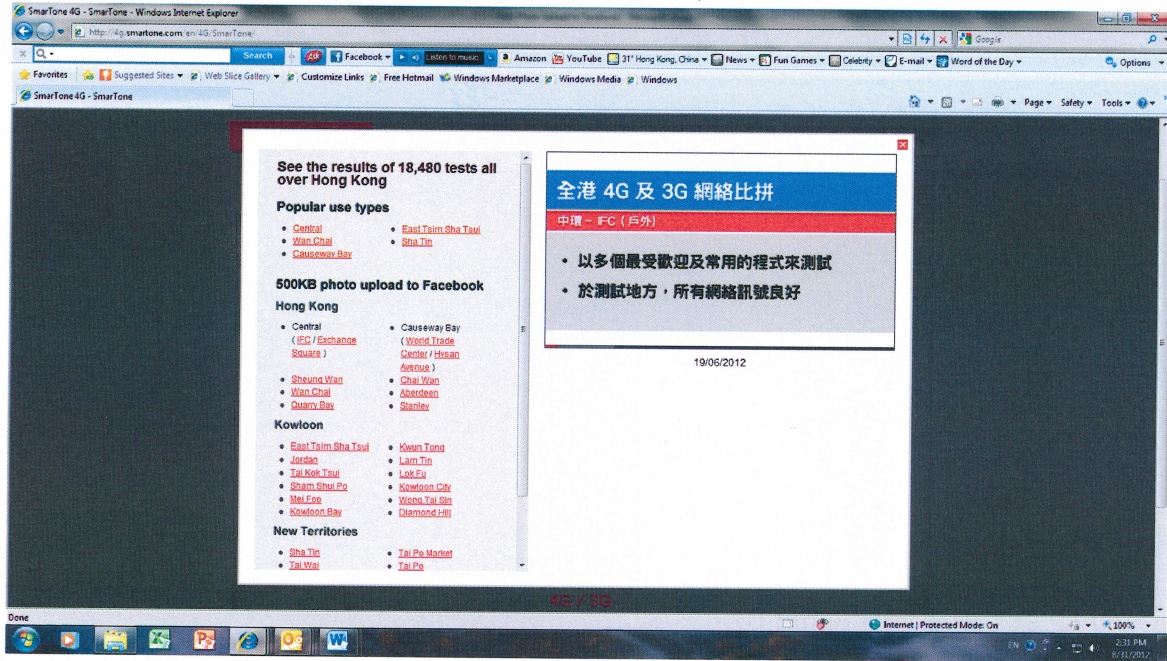 SmarTone 4G - SmarTone - Windows Internet Explorer
http://4g.smartone.com/en/4G/SmarTone/
Google
Search
Facebook
Listen to music
Amazon
YouTube
31° Hong Kong, China
News
Fun Games
Celebrity
E-mail
Word of the Day
Options
Favorites
Suggested Sites
Web Slice Gallery
Customize Links
Free Hotmail
Windows Marketplace
Windows Media
Windows
SmarTone 4G - SmarTone
Page
Safety
Tools
See the results of 18,480 tests all
over Hong Kong
Popular use types
• Central
• East Tsim Sha Tsui
• Wan Chai
• Sha Tin
• Causeway Bay
500KB photo upload to Facebook
Hong Kong
• Central
( IFC / Exchange
Square )
• Causeway Bay
( World Trade
Center / Hysan
Avenue )
• Sheung Wan
• Chai Wan
• Wan Chai
• Aberdeen
• Quarry Bay
• Stanley
Kowloon
• East Tsim Sha Tsui
• Kwun Tong
• Jordan
• Lam Tin
• Tai Kok Tsui
• Lok Fu
• Sham Shui Po
• Kowloon City
• Mei Foo
• Wong Tai Sin
• Kowloon Bay
• Diamond Hill
New Territories
• Sha Tin
• Tai Po Market
• Tai Wai
• Tai Po
全港 4G 及 3G 網絡比拼
中環 - IFC (戶外)
• 以多個最受歡迎及常用的程式來測試
• 於測試地方，所有網絡訊號良好
19/06/2012
4G / 3G
Done
Internet | Protected Mode: On
100%
EN
2:31 PM
8/31/2012